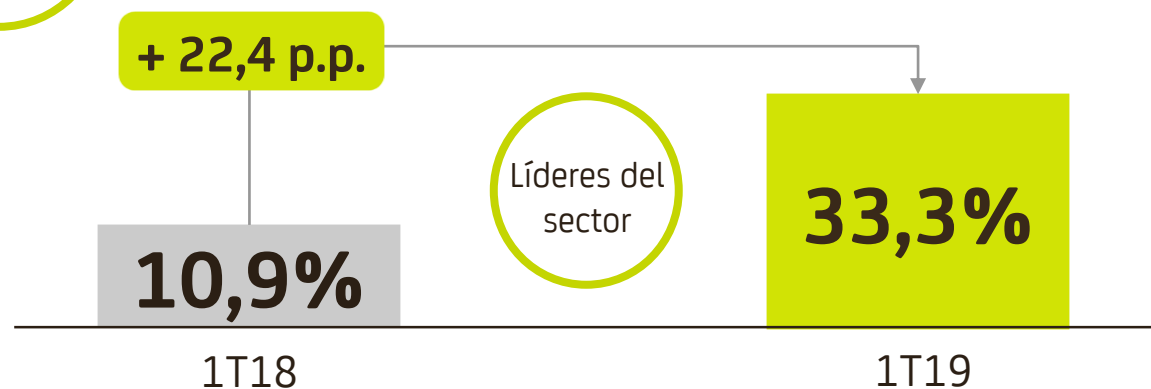 + 22,4 p.p.
Líderes del
sector
33,3%
10,9%
1T18
1T19